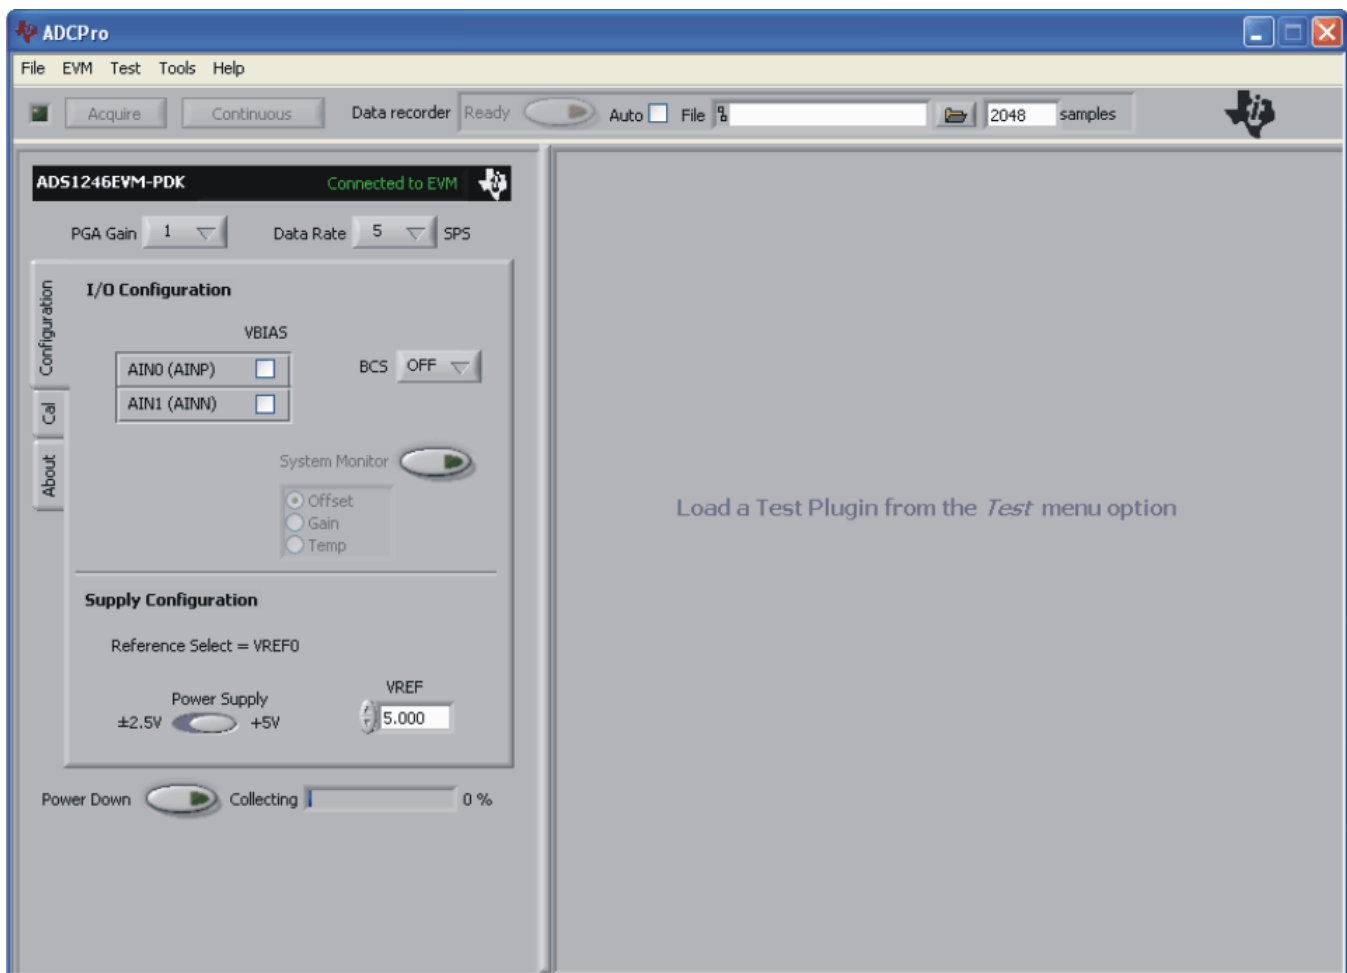 ADCPro
File EVM Test Tools Help
Acquire Continuous Data recorder Ready Auto File 2048 samples
ADS1246EVM-PDK Connected to EVM
PGA Gain 1 Data Rate 5 SPS
Configuration
Cal
About
I/O Configuration
VBIAS
AIN0 (AINP) BCS OFF
AIN1 (AINN)
System Monitor
Offset
Gain
Temp
Supply Configuration
Reference Select = VREF0
Power Supply VREF
±2.5V +5V 5.000
Power Down Collecting 0 %
Load a Test Plugin from the Test menu option